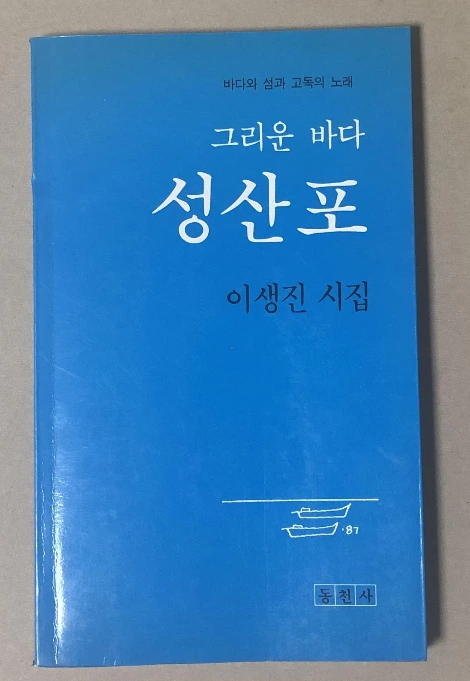 바다와 섬과 고독의 노래
그리운 바다
성산포
이생진 시집
·87
동천사